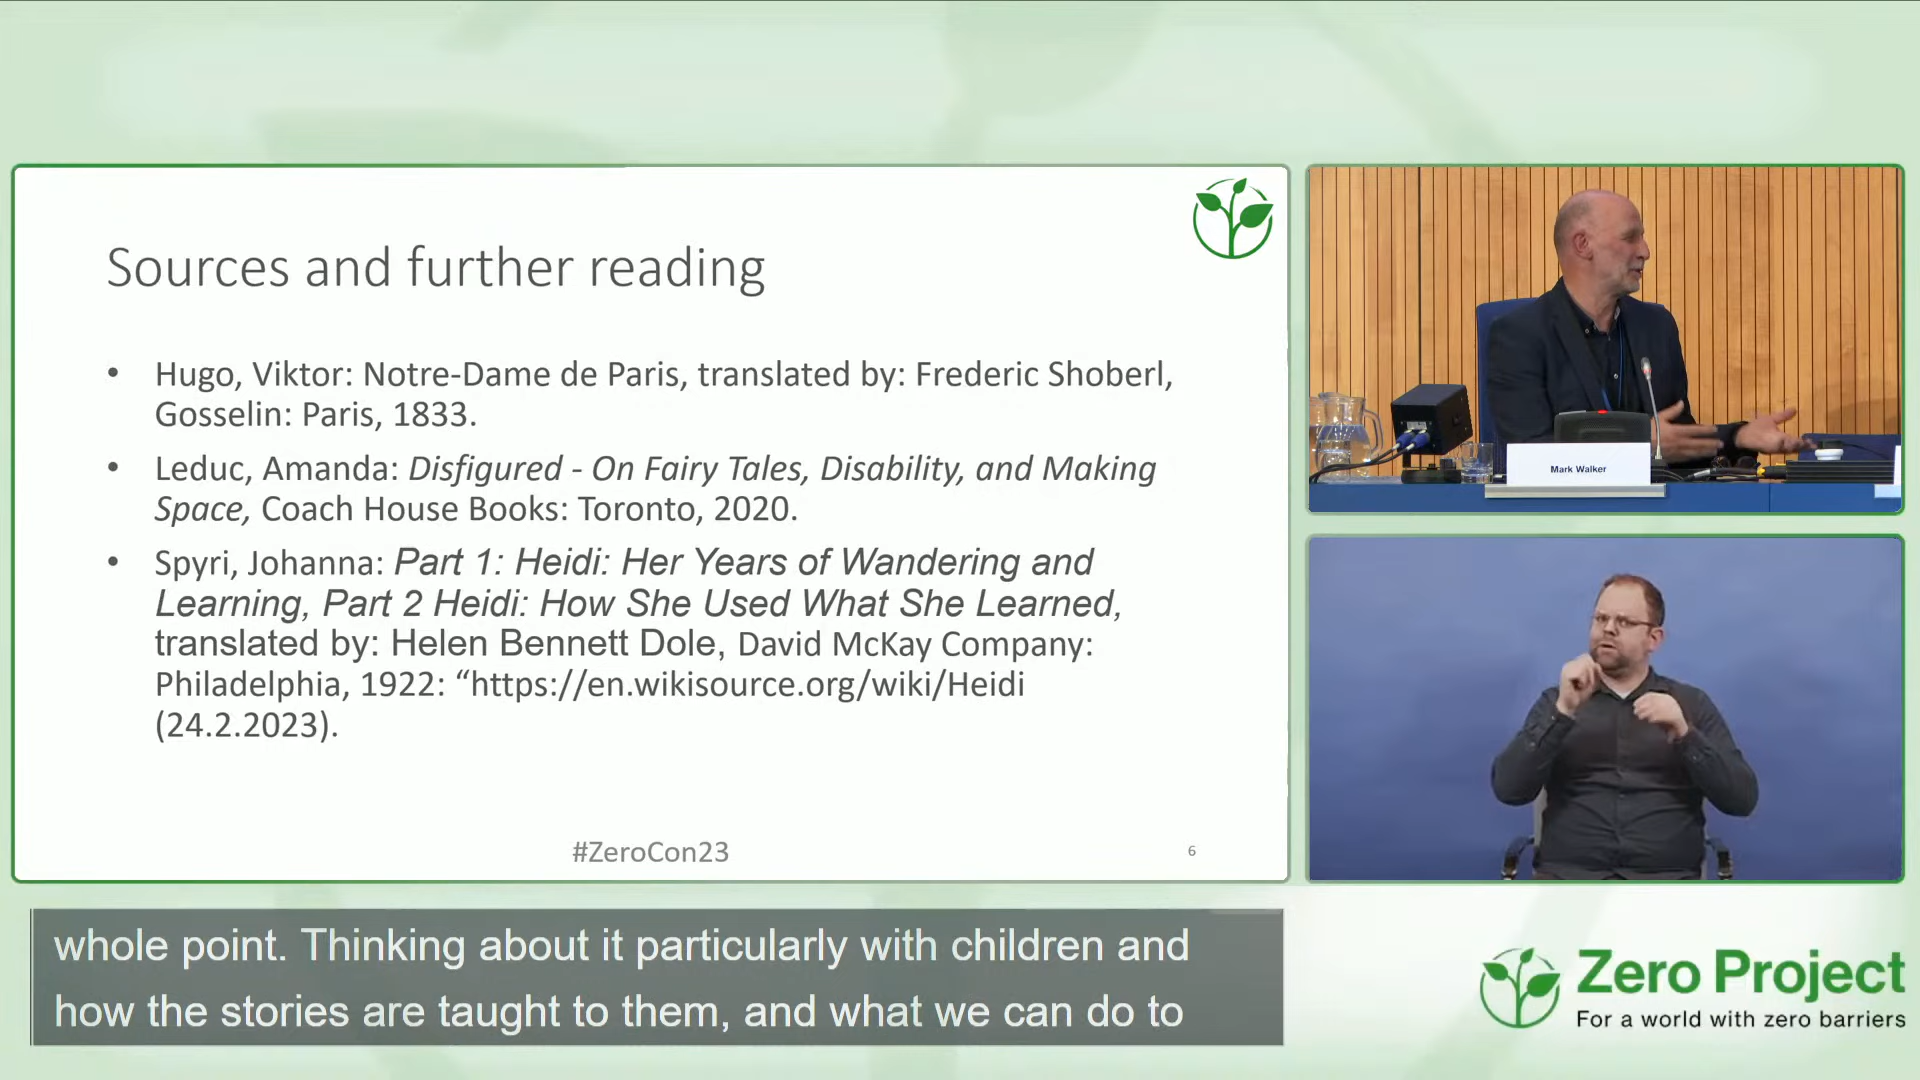 Sources and further reading
• Hugo, Viktor: Notre-Dame de Paris, translated by: Frederic Shoberl,
Gosselin: Paris, 1833.
• Leduc, Amanda: Disfigured - On Fairy Tales, Disability, and Making
Space, Coach House Books: Toronto, 2020.
• Spyri, Johanna: Part 1: Heidi: Her Years of Wandering and
Learning, Part 2 Heidi: How She Used What She Learned,
translated by: Helen Bennett Dole, David McKay Company:
Philadelphia, 1922: “https://en.wikisource.org/wiki/Heidi
(24.2.2023).
#ZeroCon23
6
Mark Walker
whole point. Thinking about it particularly with children and
how the stories are taught to them, and what we can do to
Zero Project
For a world with zero barriers